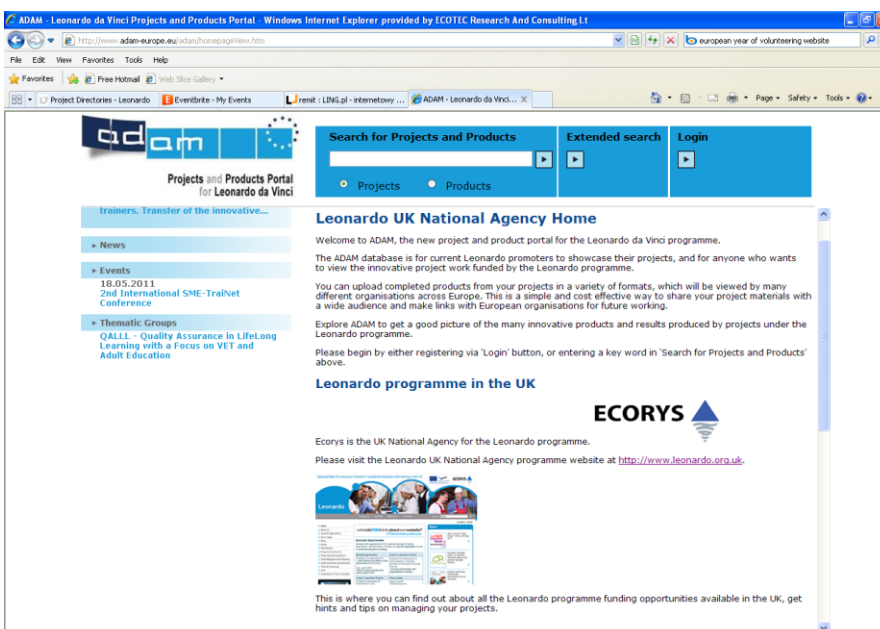 ADAM - Leonardo da Vinci Projects and Products Portal - Windows Internet Explorer provided by ECOTEC Research And Consulting Lt
http://www.adam-europe.eu/adam/homepageView.htm
european year of volunteering website
File Edit View Favorites Tools Help
Favorites Free Hotmail Web Slice Gallery
Project Directories - Leonardo Eventbrite - My Events remit : LING.pl - internetowy ... ADAM - Leonardo da Vinci... X Page Safety Tools
adam
Projects and Products Portal
for Leonardo da Vinci
Search for Projects and Products Extended search Login
Projects Products
trainers. Transfer of the innovative...
News
Events
18.05.2011
2nd International SME-TraiNet
Conference
Thematic Groups
QALLL - Quality Assurance in LifeLong
Learning with a Focus on VET and
Adult Education
Leonardo UK National Agency Home
Welcome to ADAM, the new project and product portal for the Leonardo da Vinci programme.
The ADAM database is for current Leonardo promoters to showcase their projects, and for anyone who wants
to view the innovative project work funded by the Leonardo programme.
You can upload completed products from your projects in a variety of formats, which will be viewed by many
different organisations across Europe. This is a simple and cost effective way to share your project materials with
a wide audience and make links with European organisations for future working.
Explore ADAM to get a good picture of the many innovative products and results produced by projects under the
Leonardo programme.
Please begin by either registering via 'Login' button, or entering a key word in 'Search for Projects and Products'
above.
Leonardo programme in the UK
ECORYS
Ecorys is the UK National Agency for the Leonardo programme.
Please visit the Leonardo UK National Agency programme website at http://www.leonardo.org.uk.
Leonardo
This is where you can find out about all the Leonardo programme funding opportunities available in the UK, get
hints and tips on managing your projects.